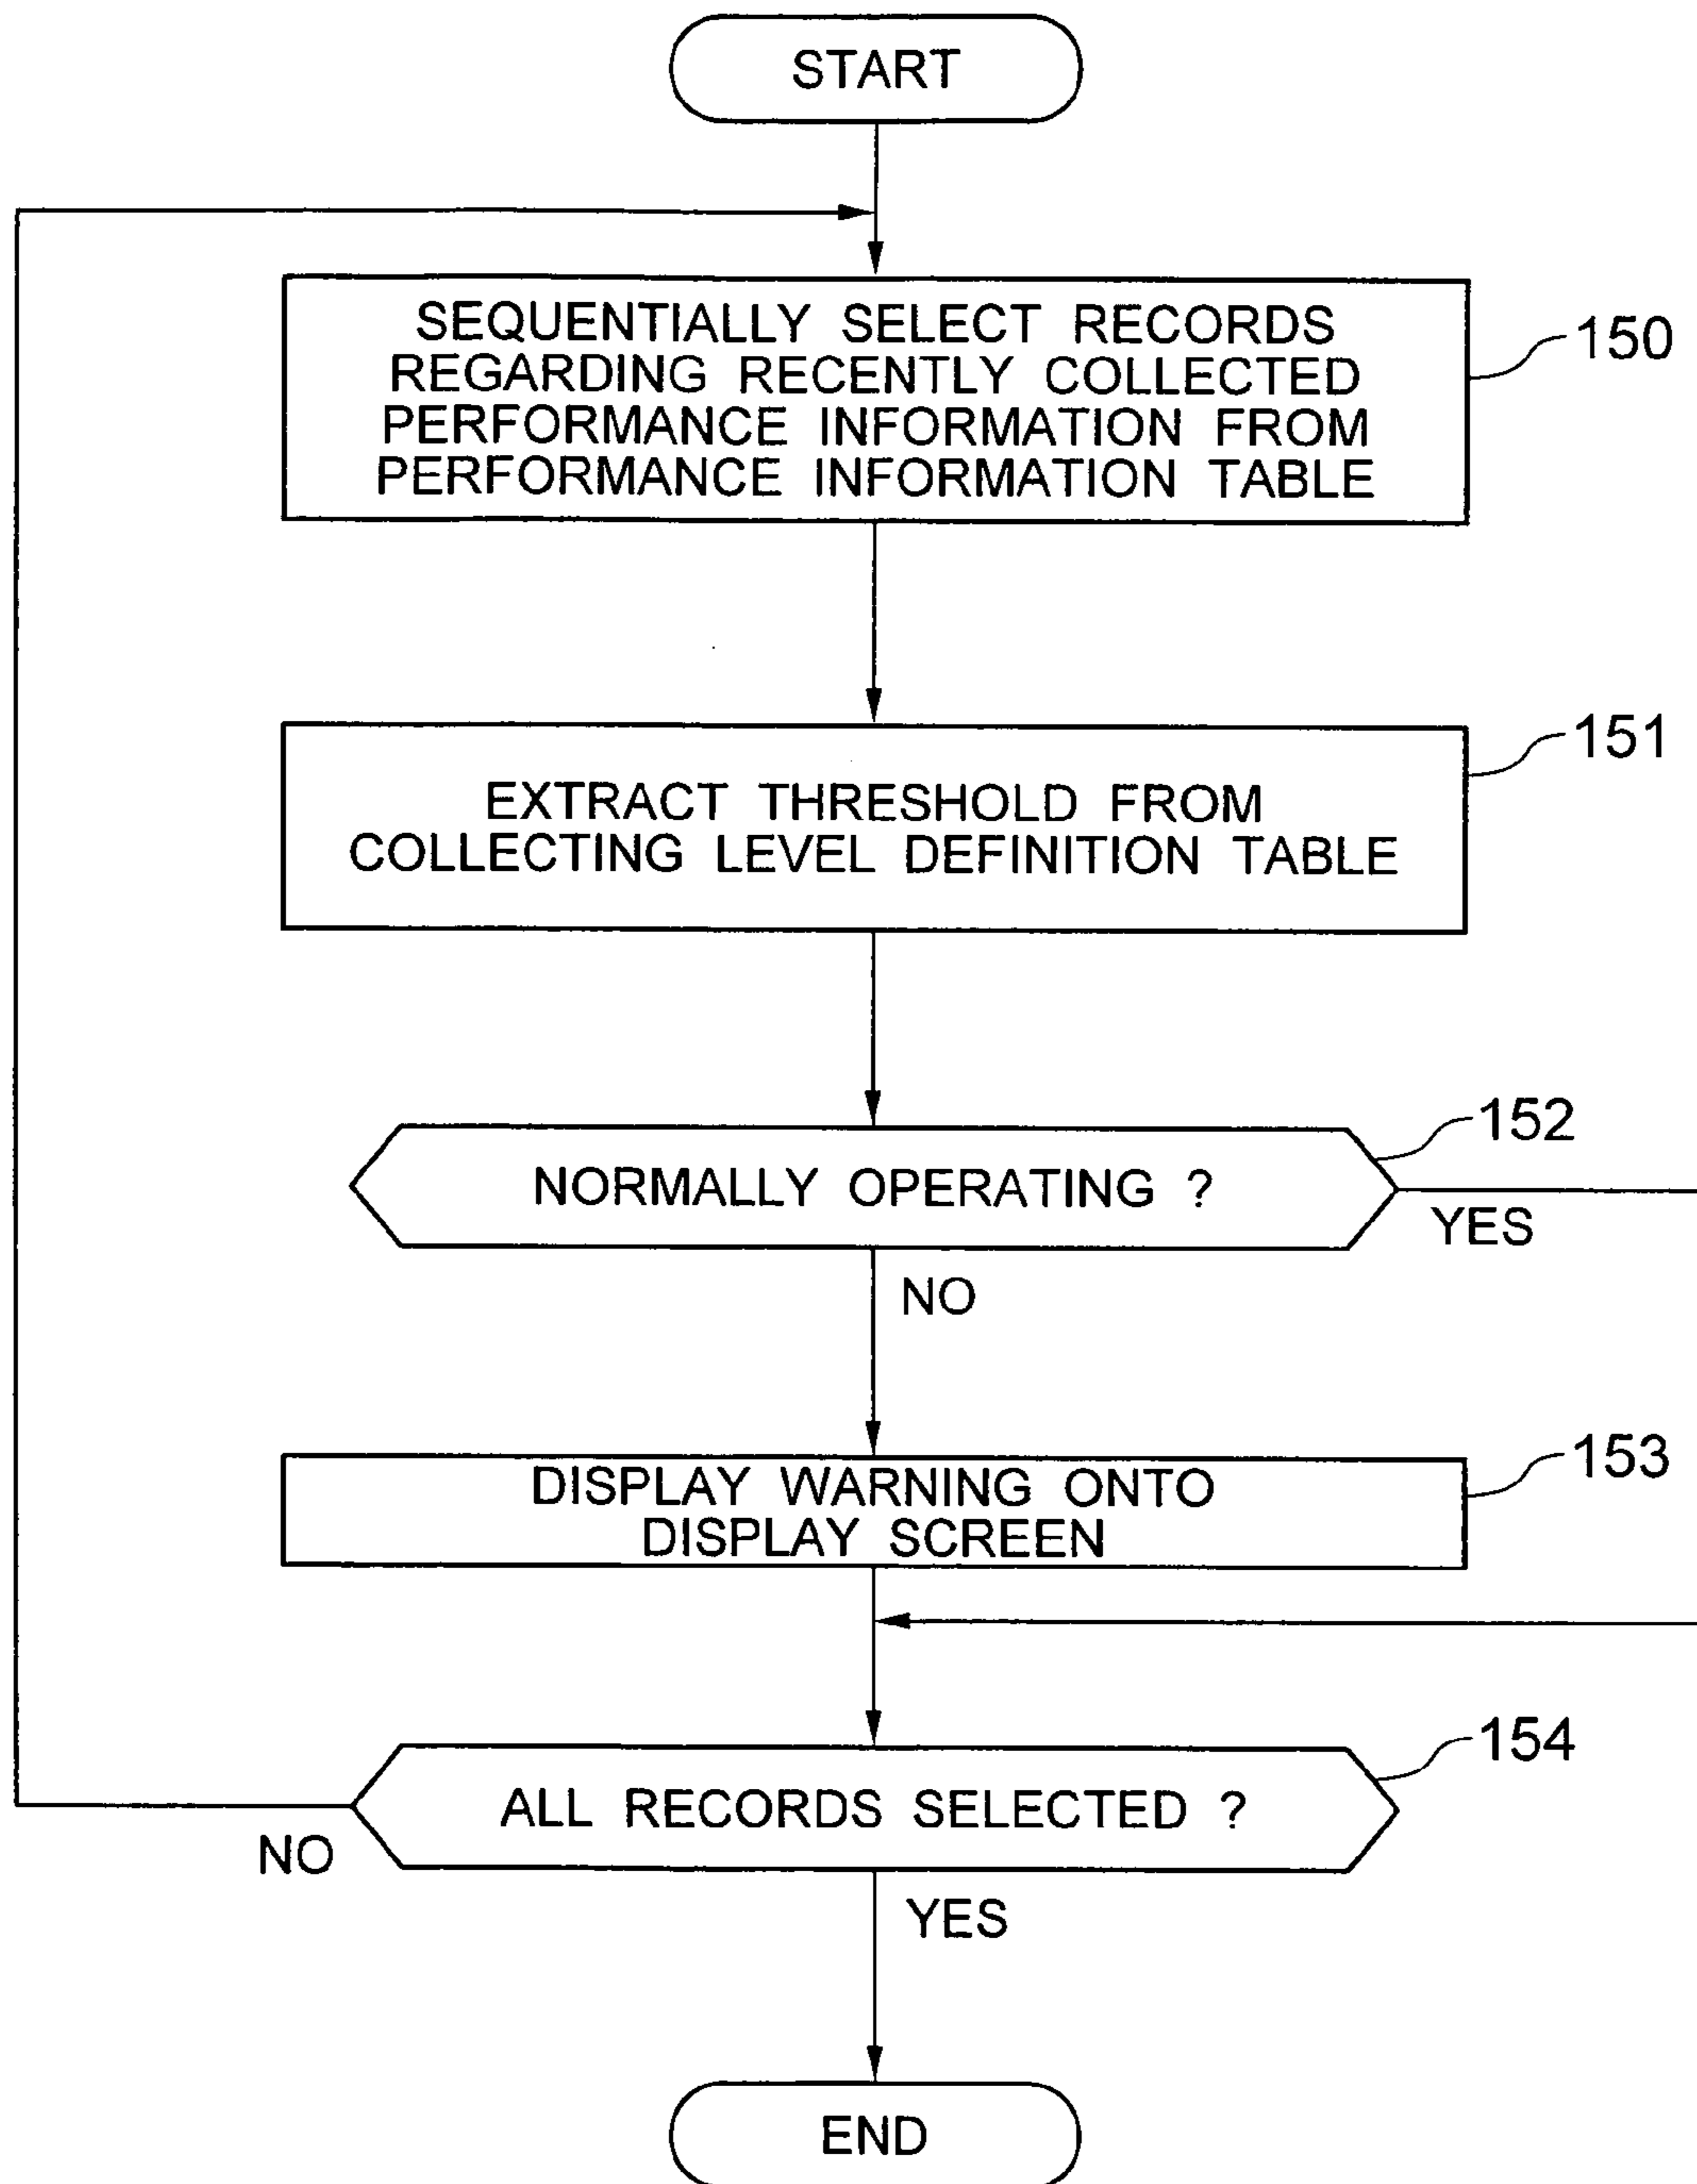 START
SEQUENTIALLY SELECT RECORDS
REGARDING RECENTLY COLLECTED
PERFORMANCE INFORMATION FROM
PERFORMANCE INFORMATION TABLE
150
EXTRACT THRESHOLD FROM
COLLECTING LEVEL DEFINITION TABLE
151
NORMALLY OPERATING ?
152
YES
NO
DISPLAY WARNING ONTO
DISPLAY SCREEN
153
ALL RECORDS SELECTED ?
154
NO
YES
END